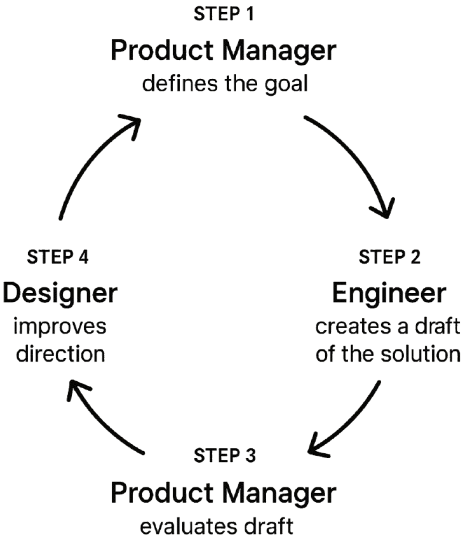 STEP 1
Product Manager
defines the goal
STEP 2
Engineer
creates a draft
of the solution
STEP 3
Product Manager
evaluates draft
STEP 4
Designer
improves
direction